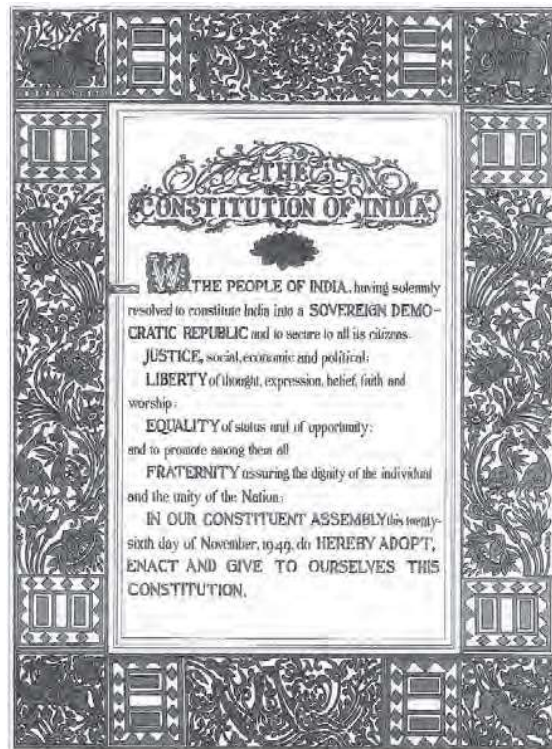 THE
CONSTITUTION OF INDIA
WE, THE PEOPLE OF INDIA, having solemnly
resolved to constitute India into a SOVEREIGN DEMO-
CRATIC REPUBLIC and to secure to all its citizens:
JUSTICE, social, economic and political;
LIBERTY of thought, expression, belief, faith and
worship;
EQUALITY of status and of opportunity;
and to promote among them all
FRATERNITY assuring the dignity of the individual
and the unity of the Nation;
IN OUR CONSTITUENT ASSEMBLY this twenty-
sixth day of November, 1949, do HEREBY ADOPT,
ENACT AND GIVE TO OURSELVES THIS
CONSTITUTION.